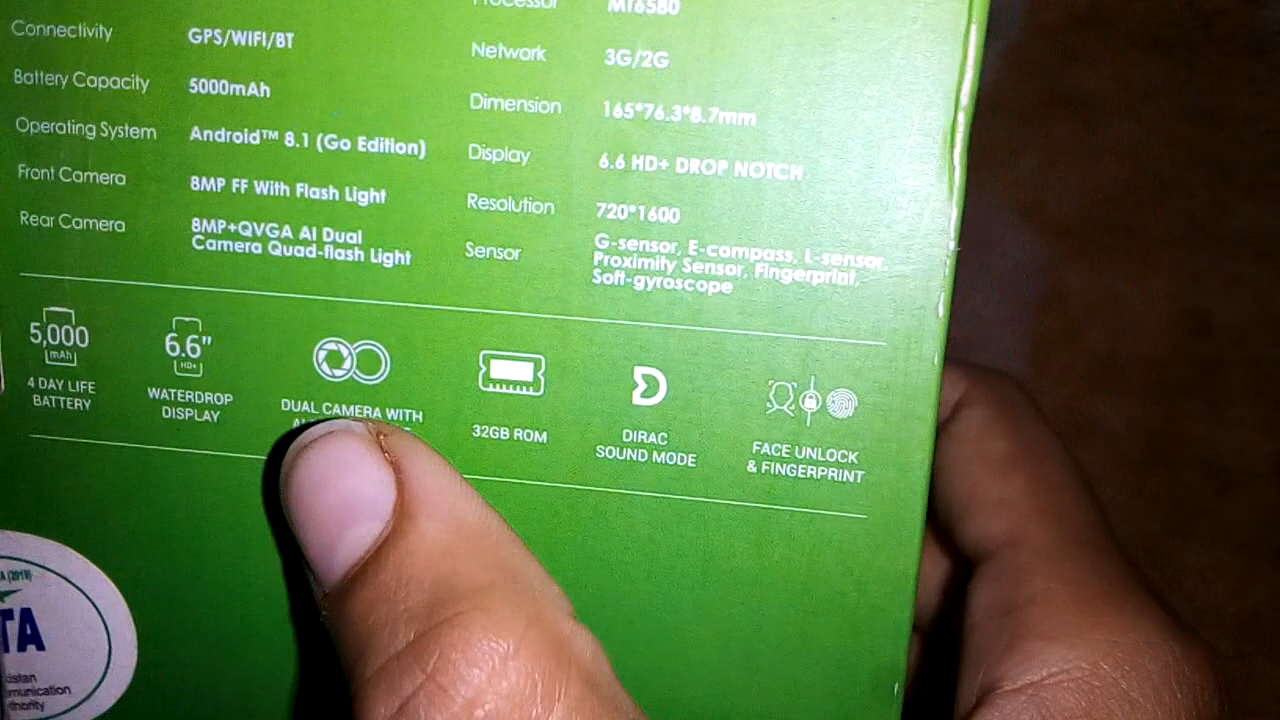 Processor MT6580
Connectivity GPS/WIFI/BT
Network 3G/2G
Battery Capacity 5000mAh
Dimension 165*76.3*8.7mm
Operating System Android™ 8.1 (Go Edition)
Display 6.6 HD+ DROP NOTCH
Front Camera 8MP FF With Flash Light
Resolution 720*1600
Rear Camera 8MP+QVGA AI Dual
Camera Quad-flash Light
Sensor G-sensor, E-compass, L-sensor,
Proximity Sensor, Fingerprint,
Soft-gyroscope
5,000
mAh
4 DAY LIFE
BATTERY
6.6"
HD+
WATERDROP
DISPLAY
DUAL CAMERA WITH
32GB ROM
DIRAC
SOUND MODE
FACE UNLOCK
& FINGERPRINT
TA